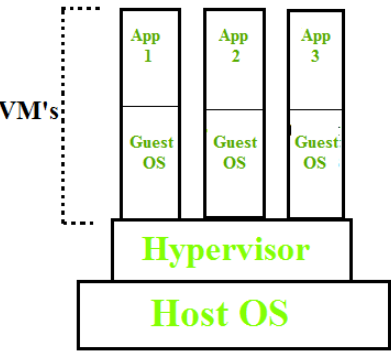 App
1
App
2
App
3
VM's
Guest
OS
Guest
OS
Guest
OS
Hypervisor
Host OS